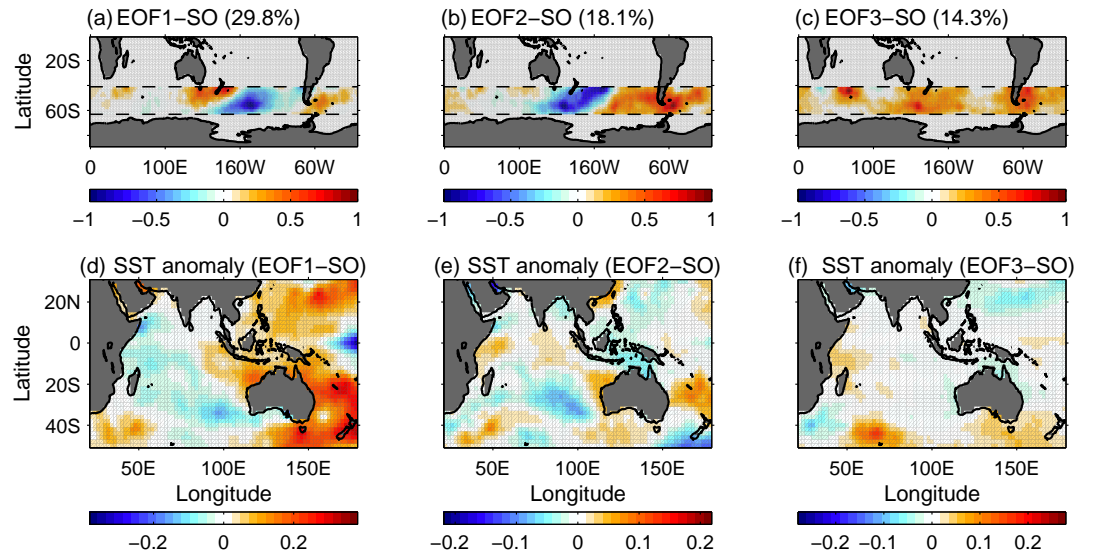 (a) EOF1−SO (29.8%)
(b) EOF2−SO (18.1%)
(c) EOF3−SO (14.3%)
Latitude
20S
60S
0 100E 160W 60W
0 100E 160W 60W
0 100E 160W 60W
−1 −0.5 0 0.5 1
−1 −0.5 0 0.5 1
−1 −0.5 0 0.5 1
(d) SST anomaly (EOF1−SO)
(e) SST anomaly (EOF2−SO)
(f) SST anomaly (EOF3−SO)
Latitude
20N
0
20S
40S
50E 100E 150E
50E 100E 150E
50E 100E 150E
Longitude
Longitude
Longitude
−0.2 0 0.2
−0.2 −0.1 0 0.1 0.2
−0.2 −0.1 0 0.1 0.2